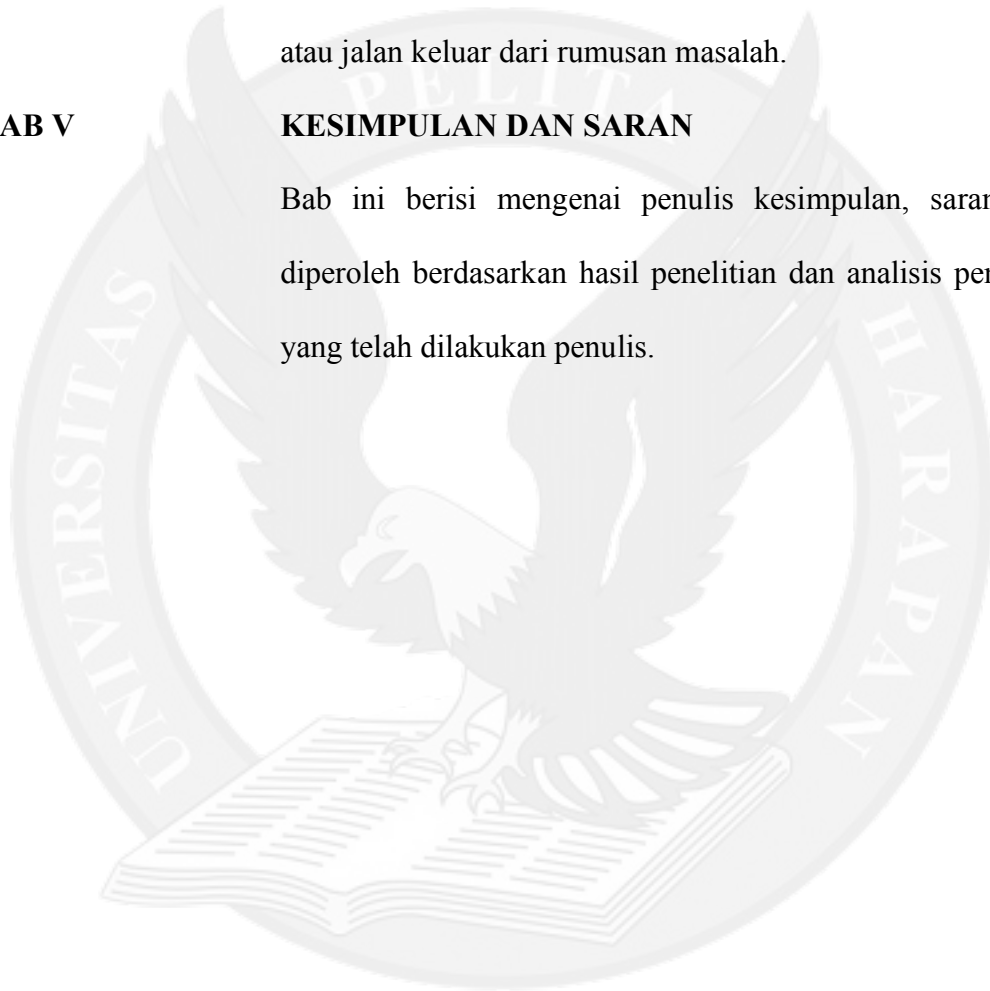 atau jalan keluar dari rumusan masalah.
AB V KESIMPULAN DAN SARAN
Bab ini berisi mengenai penulis kesimpulan, saran
diperoleh berdasarkan hasil penelitian dan analisis per
yang telah dilakukan penulis.
UNIVERSITAS PELITA HARAPAN